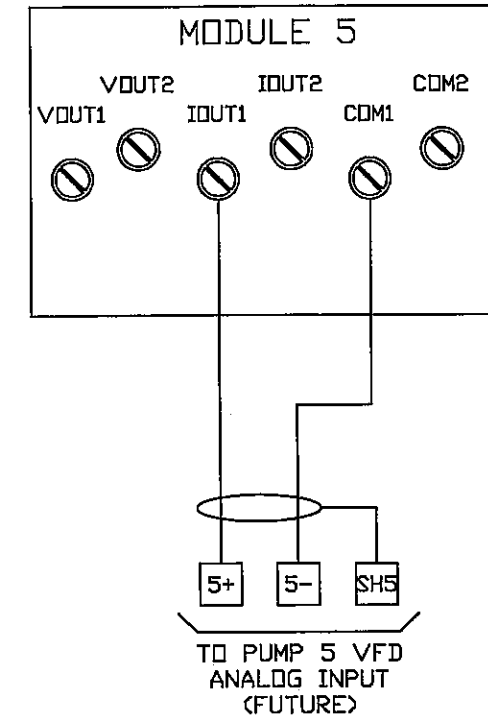 MODULE 5
VOUT2 IOUT2 COM2
VOUT1 IOUT1 COM1
5+ 5- SH5
TO PUMP 5 VFD
ANALOG INPUT
(FUTURE)